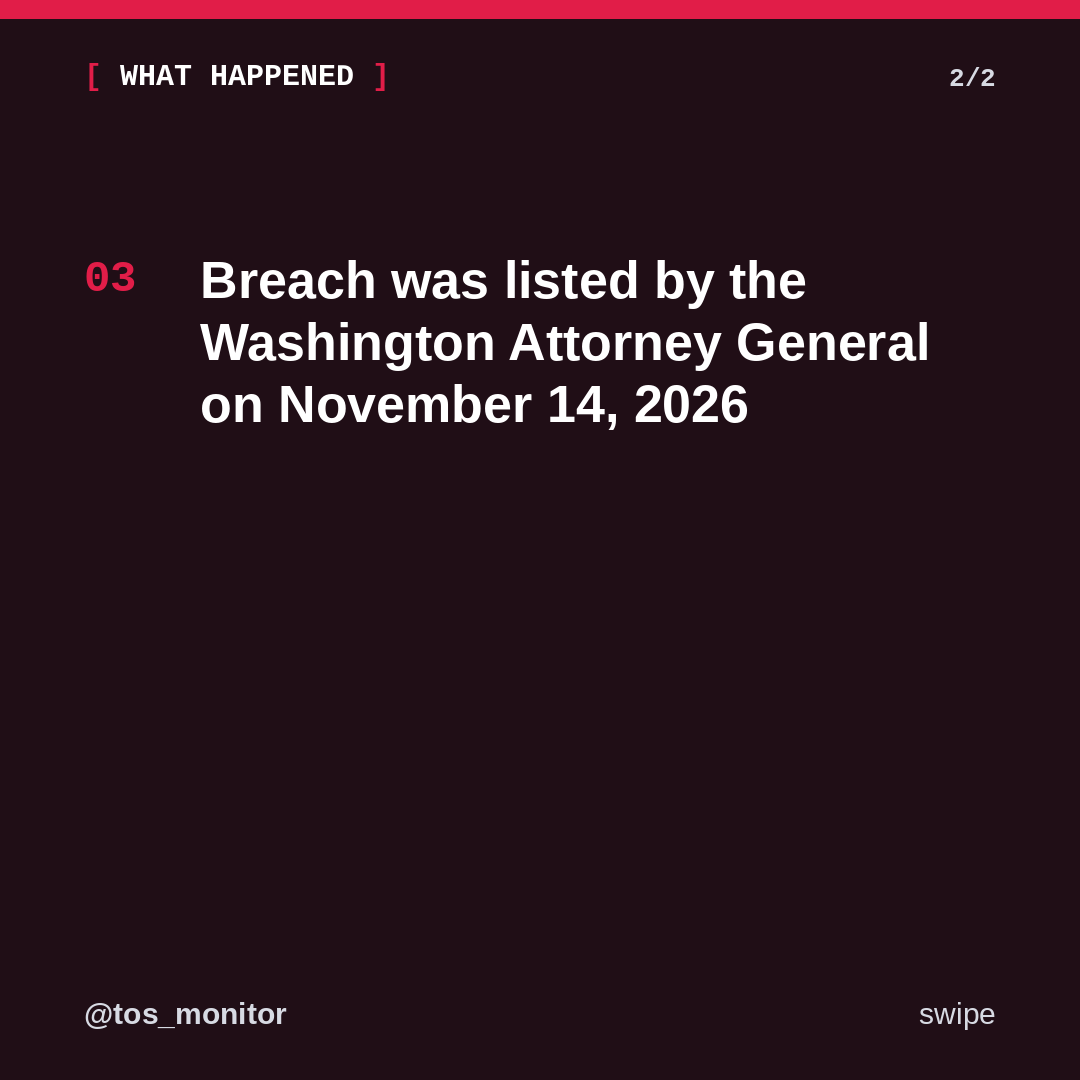 [ WHAT HAPPENED ]
2/2
03
Breach was listed by the
Washington Attorney General
on November 14, 2026
@tos_monitor
swipe